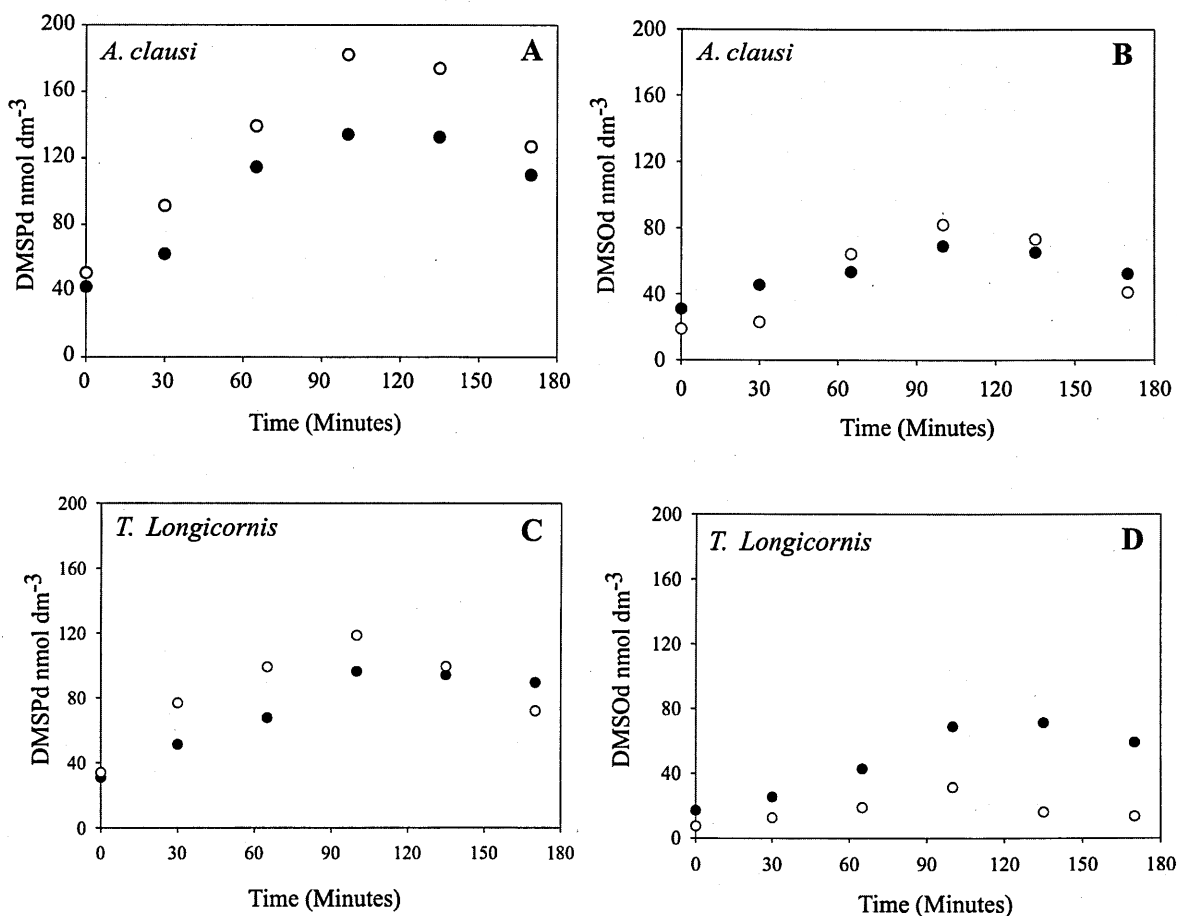 A. clausi
A
DMSPd nmol dm-3
200
160
120
80
40
0
0 30 60 90 120 150 180
Time (Minutes)
A. clausi
B
DMSOd nmol dm-3
200
160
120
80
40
0
0 30 60 90 120 150 180
Time (Minutes)
T. Longicornis
C
DMSPd nmol dm-3
200
160
120
80
40
0
0 30 60 90 120 150 180
Time (Minutes)
T. Longicornis
D
DMSOd nmol dm-3
200
160
120
80
40
0
0 30 60 90 120 150 180
Time (Minutes)